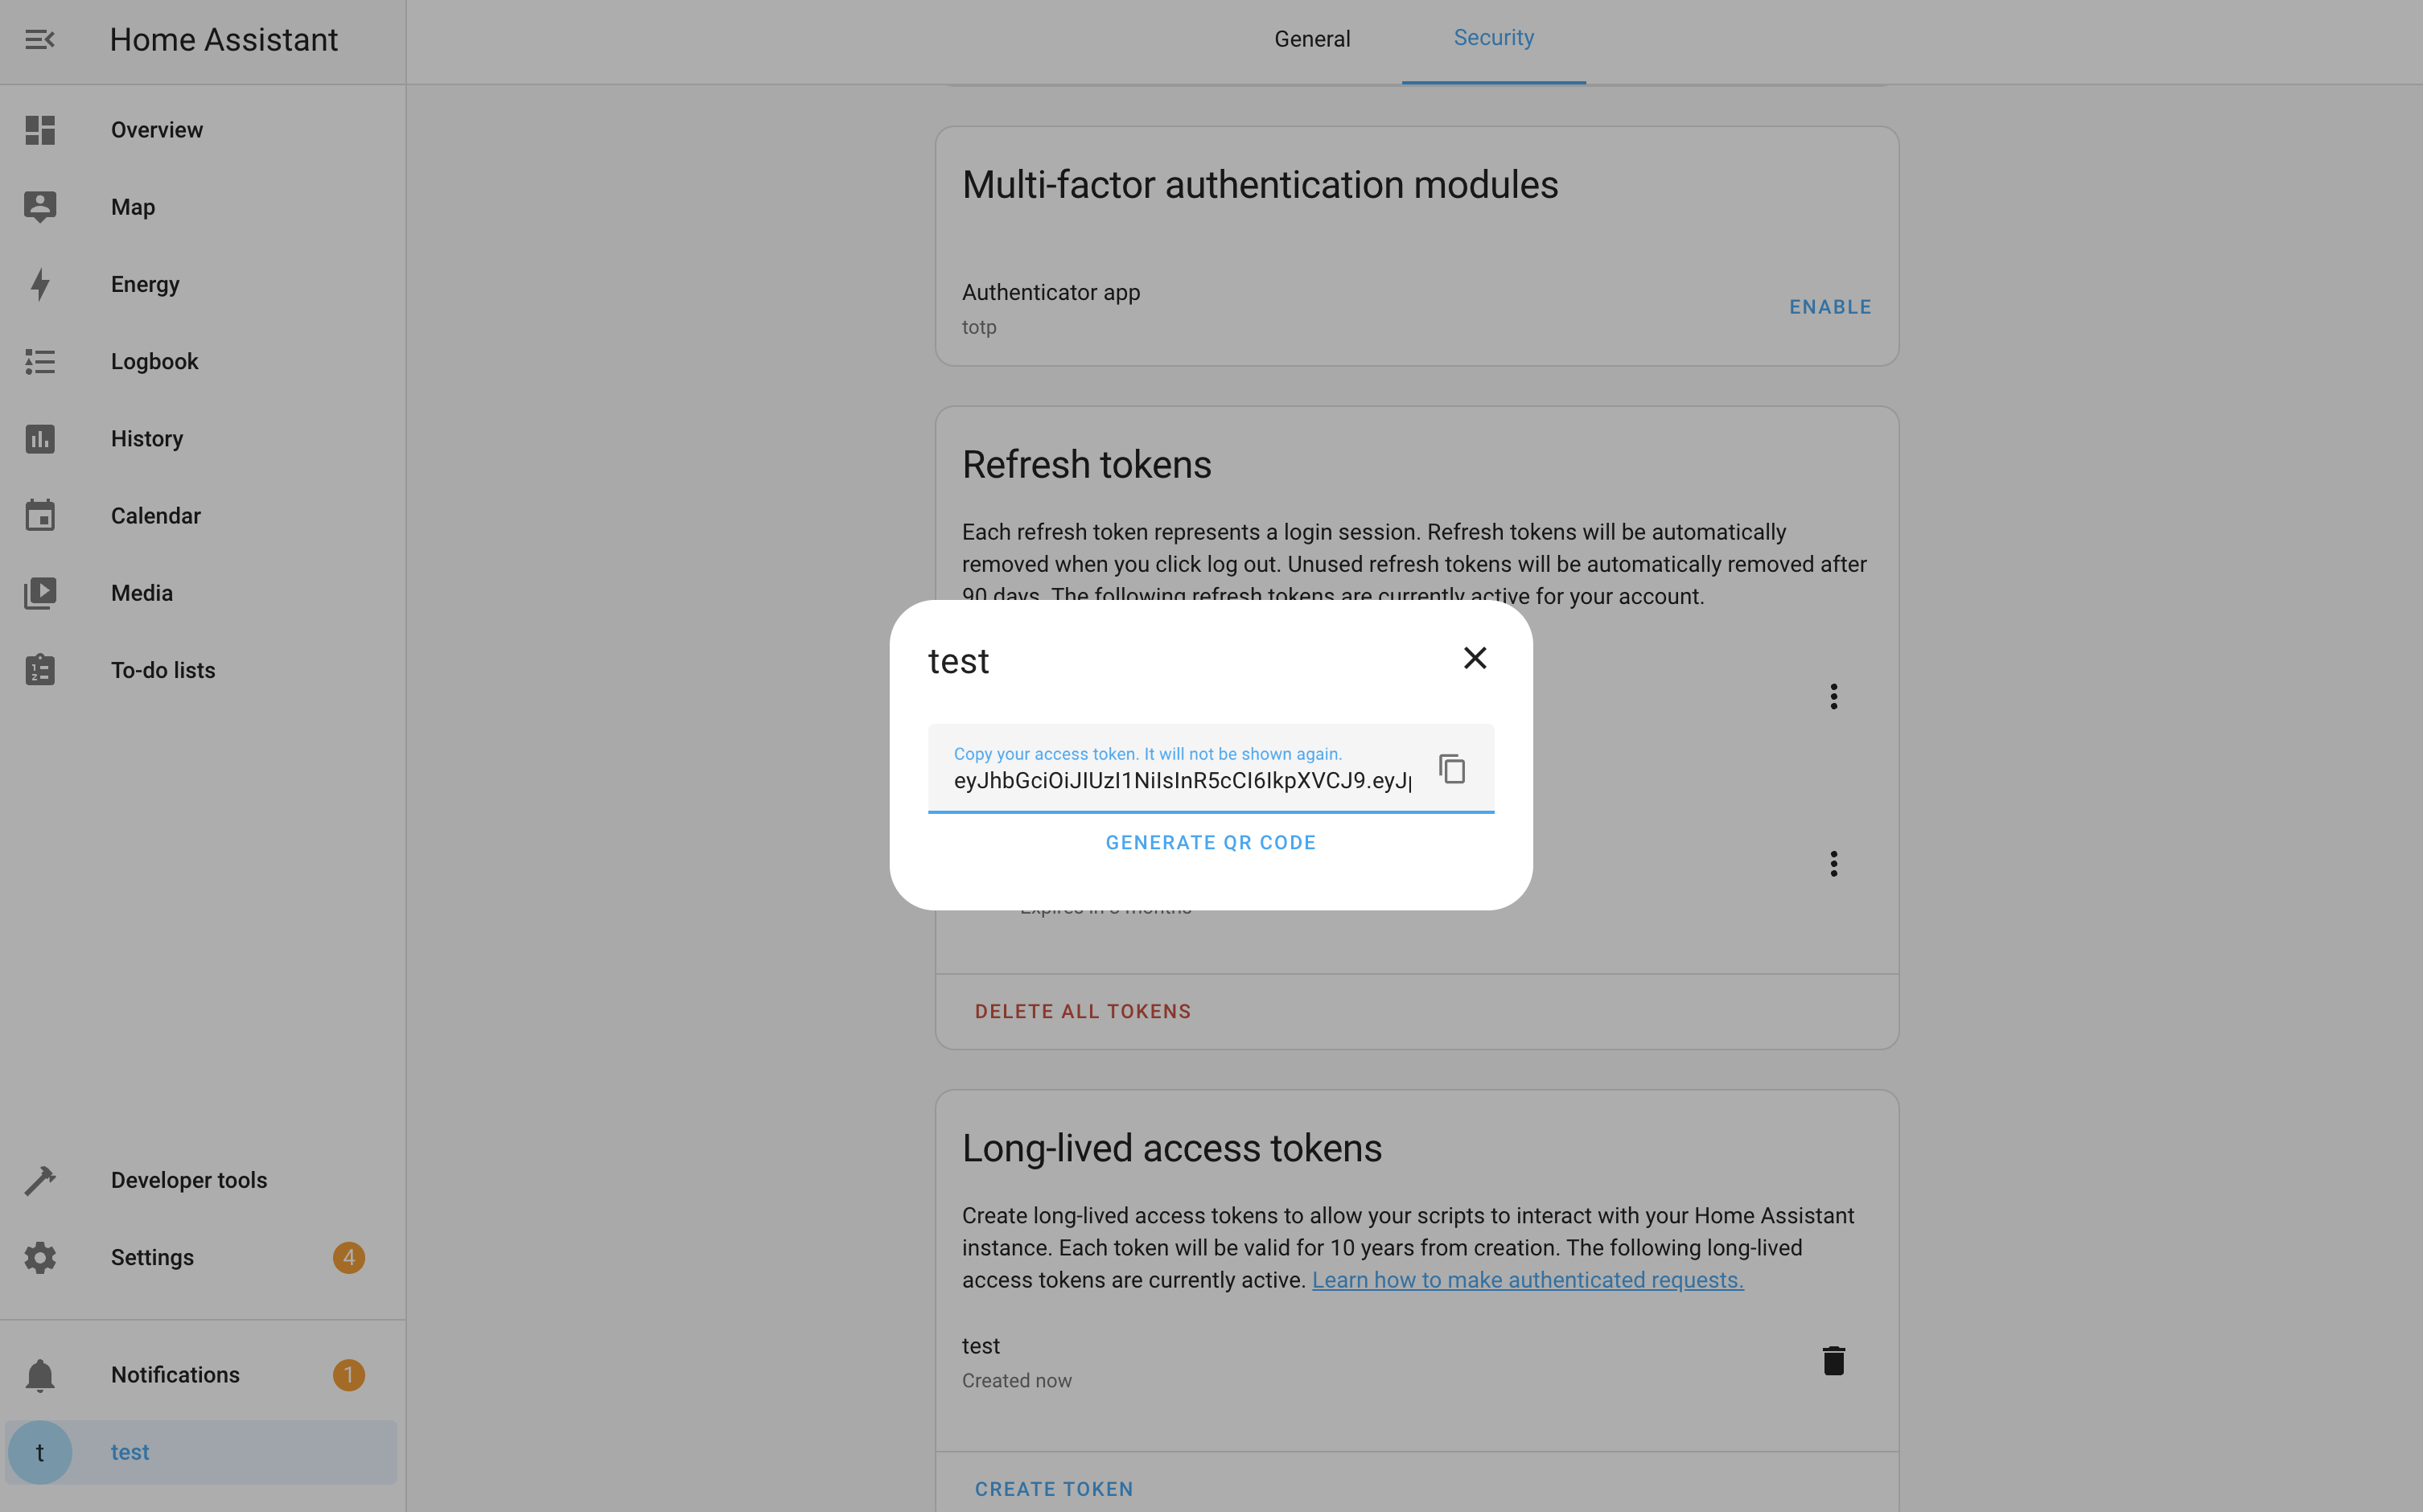 Home Assistant
General
Security
Overview
Map
Energy
Logbook
History
Calendar
Media
To-do lists
Developer tools
Settings
4
Notifications
1
t
test
Multi-factor authentication modules
Authenticator app
totp
ENABLE
Refresh tokens
Each refresh token represents a login session. Refresh tokens will be automatically
removed when you click log out. Unused refresh tokens will be automatically removed after
90 days. The following refresh tokens are currently active for your account.
test
Copy your access token. It will not be shown again.
eyJhbGciOiJIUzI1NiIsInR5cCI6IkpXVCJ9.eyJ
GENERATE QR CODE
DELETE ALL TOKENS
Long-lived access tokens
Create long-lived access tokens to allow your scripts to interact with your Home Assistant
instance. Each token will be valid for 10 years from creation. The following long-lived
access tokens are currently active. Learn how to make authenticated requests.
test
Created now
CREATE TOKEN